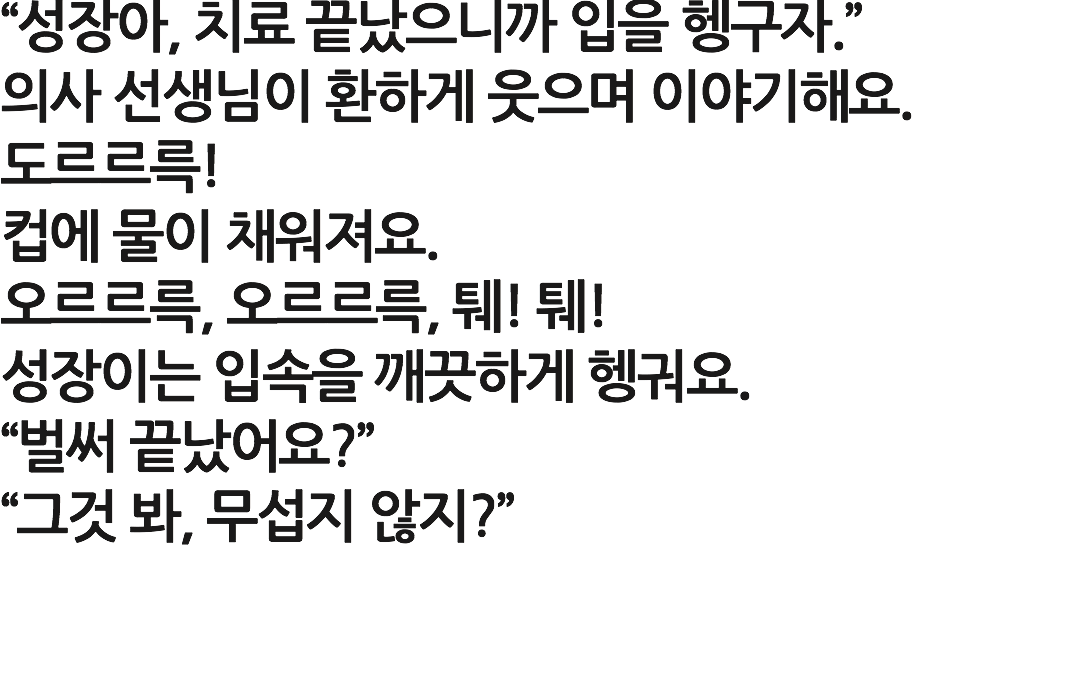 “성장아, 치료 끝났으니까 입을 헹구자.”
의사 선생님이 환하게 웃으며 이야기해요.
도르르륵!
컵에 물이 채워져요.
오르르륵, 오르르륵, 퉤! 퉤!
성장이는 입속을 깨끗하게 헹궈요.
“벌써 끝났어요?”
“그것 봐, 무섭지 않지?”